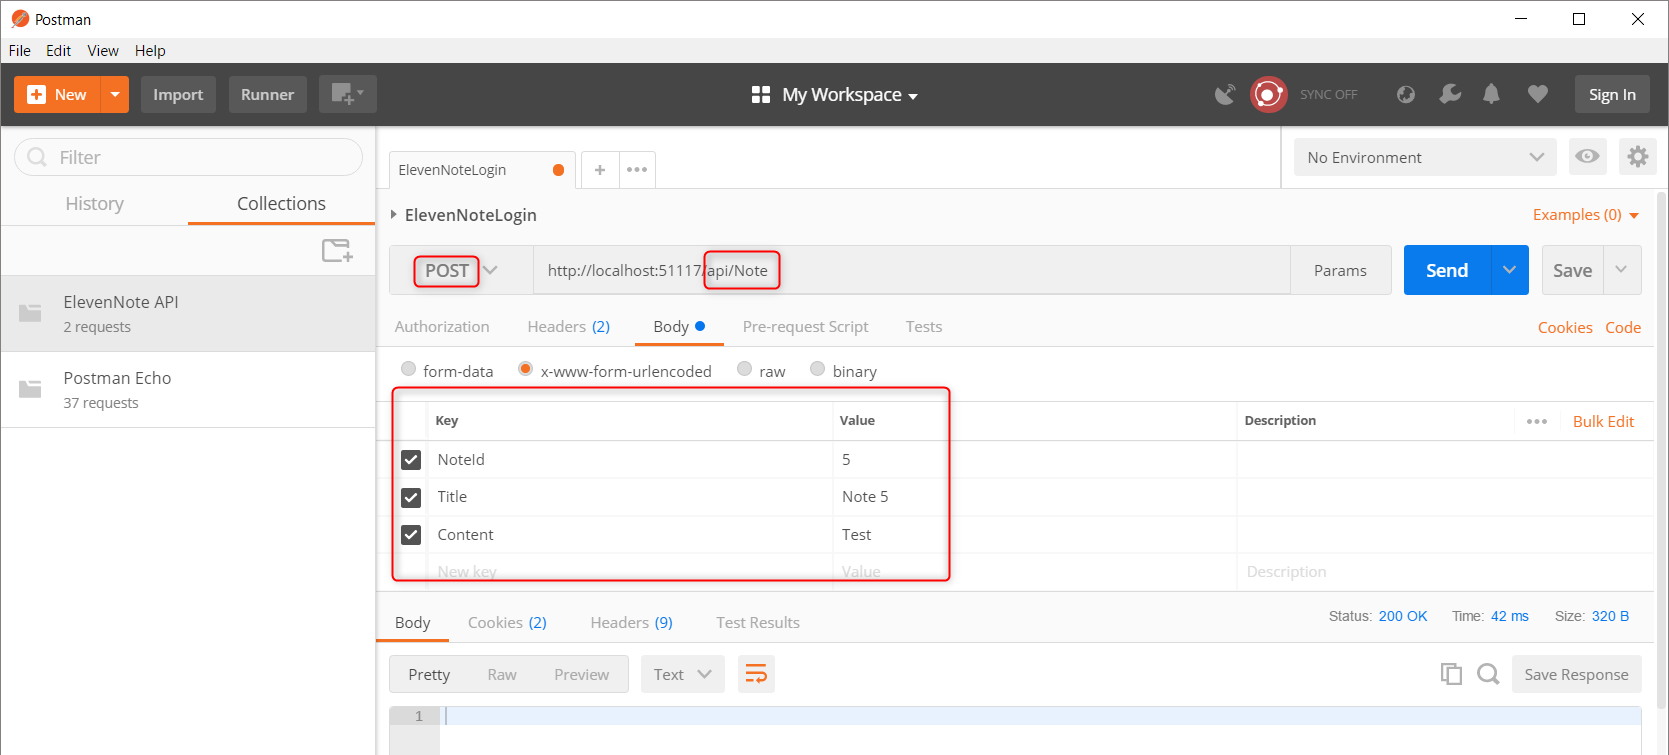 Postman
File Edit View Help
New Import Runner My Workspace SYNC OFF Sign In
Filter
History Collections
ElevenNote API
2 requests
Postman Echo
37 requests
ElevenNoteLogin + ••• No Environment
ElevenNoteLogin Examples (0)
POST http://localhost:51117/api/Note Params Send Save
Authorization Headers (2) Body Pre-request Script Tests Cookies Code
form-data x-www-form-urlencoded raw binary
Key Value Description ••• Bulk Edit
NoteId 5
Title Note 5
Content Test
New key Value Description
Body Cookies (2) Headers (9) Test Results Status: 200 OK Time: 42 ms Size: 320 B
Pretty Raw Preview Text Save Response
1